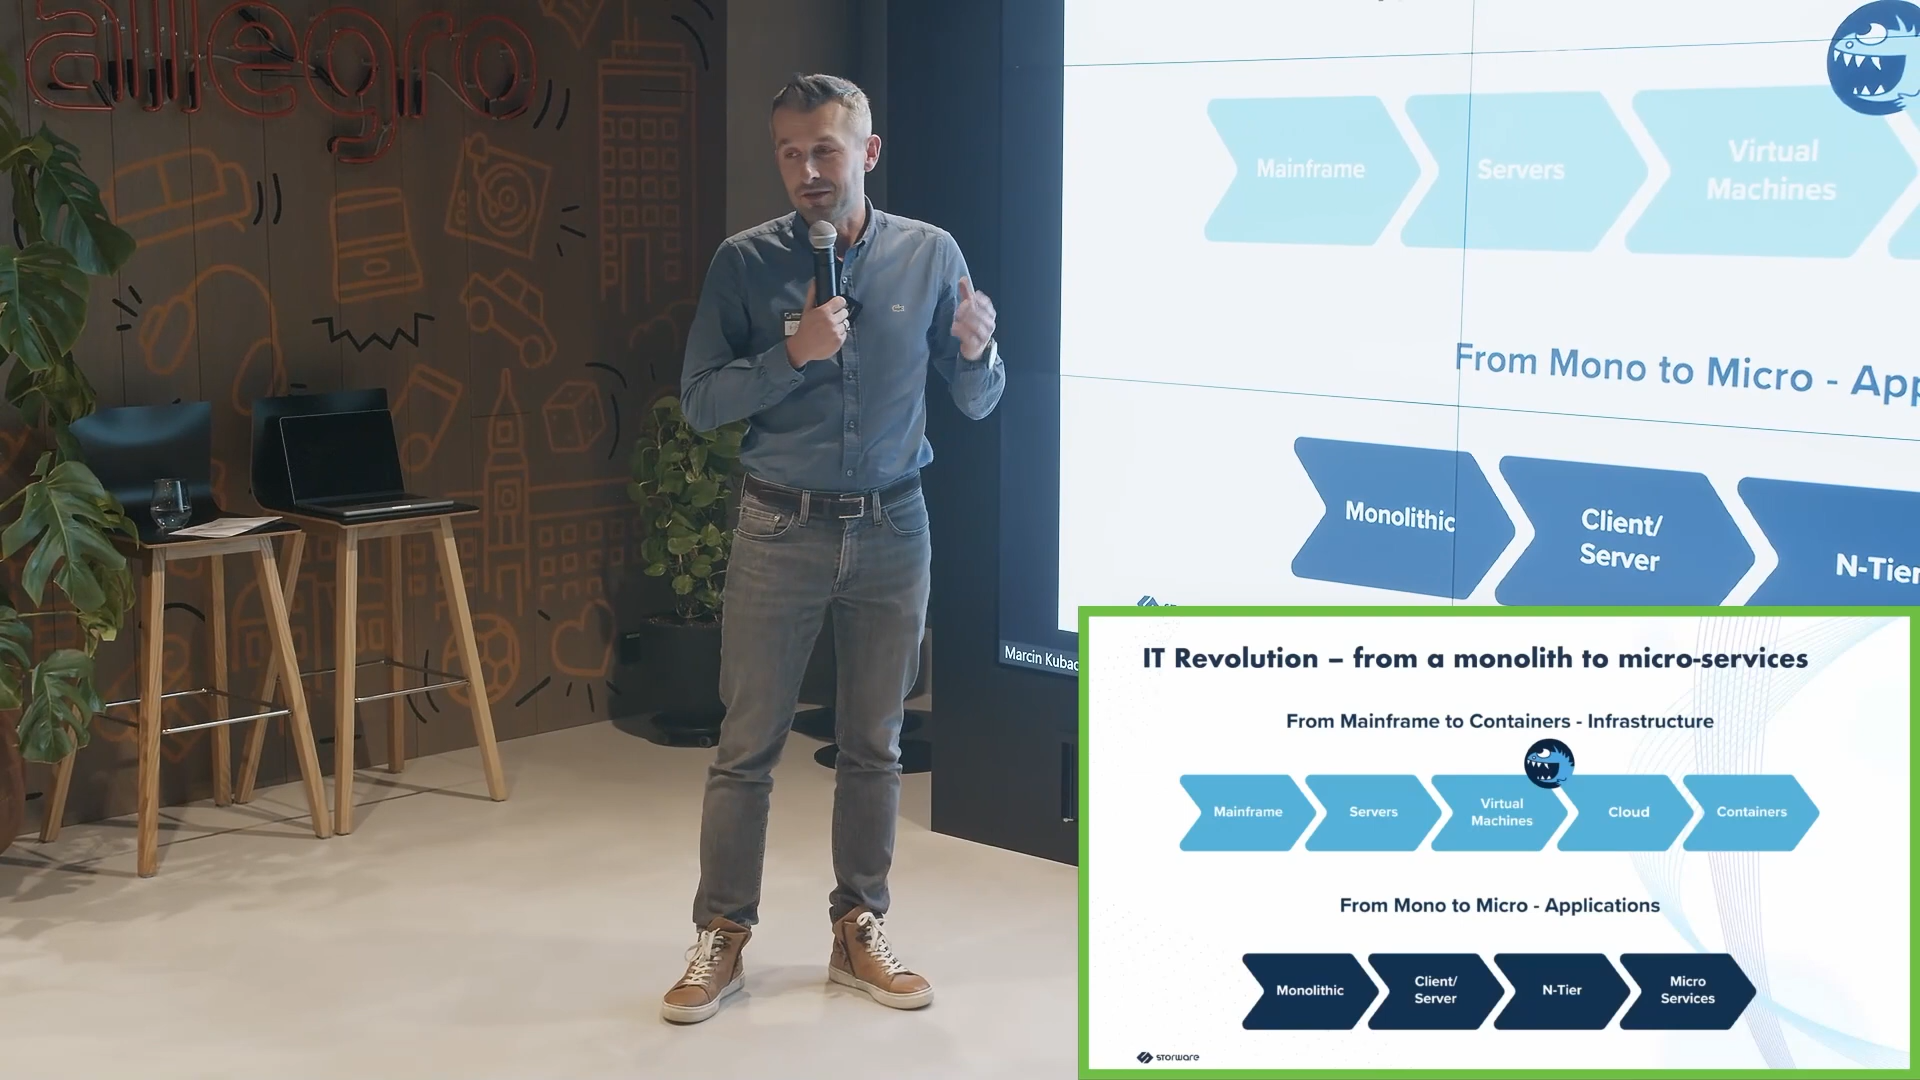 allegro
Mainframe
Servers
Virtual
Machines
From Mono to Micro - App
Monolithic
Client/
Server
N-Tier
Marcin Kubac
IT Revolution – from a monolith to micro-services
From Mainframe to Containers - Infrastructure
Mainframe
Servers
Virtual
Machines
Cloud
Containers
From Mono to Micro - Applications
Monolithic
Client/
Server
N-Tier
Micro
Services
storware